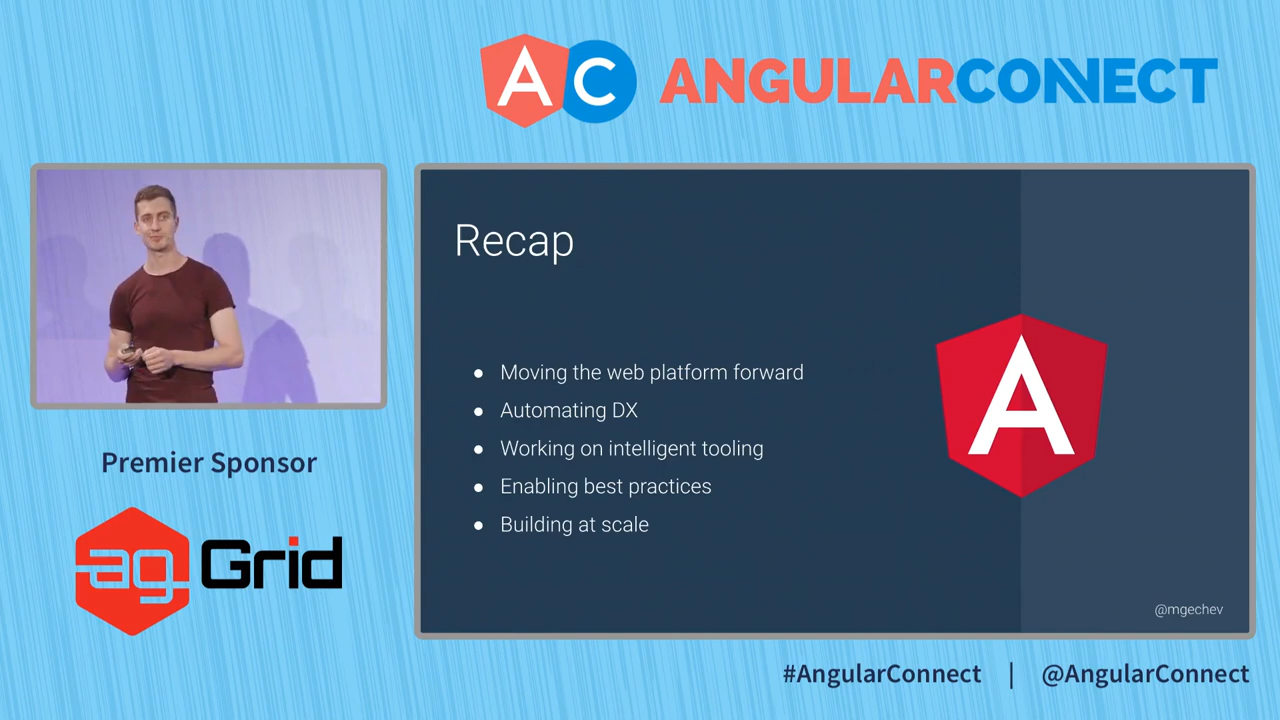 AC ANGULARCONNECT
Recap
● Moving the web platform forward
● Automating DX
● Working on intelligent tooling
● Enabling best practices
● Building at scale
A
@mgechev
Premier Sponsor
ag Grid
#AngularConnect | @AngularConnect